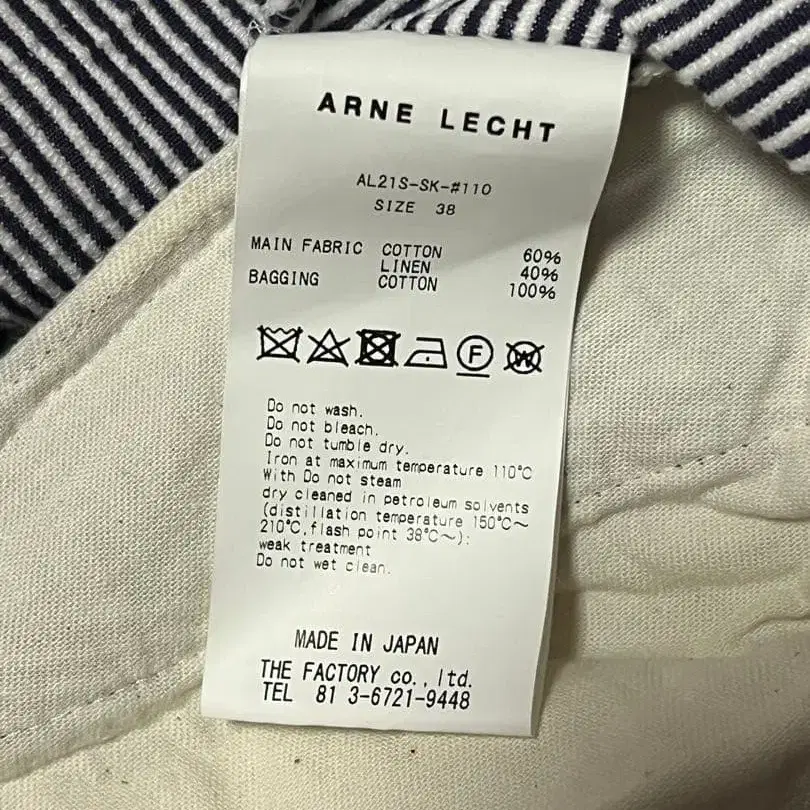 ARNE LECHT
AL21S-SK-#110
SIZE 38
MAIN FABRIC COTTON 60%
LINEN 40%
BAGGING COTTON 100%
F
W
Do not wash.
Do not bleach.
Do not tumble dry.
Iron at maximum temperature 110℃
With Do not steam
dry cleaned in petroleum solvents
(distillation temperature 150℃～
210℃,flash point 38℃～):
weak treatment
Do not wet clean.
MADE IN JAPAN
THE FACTORY co.,ltd.
TEL 81 3-6721-9448